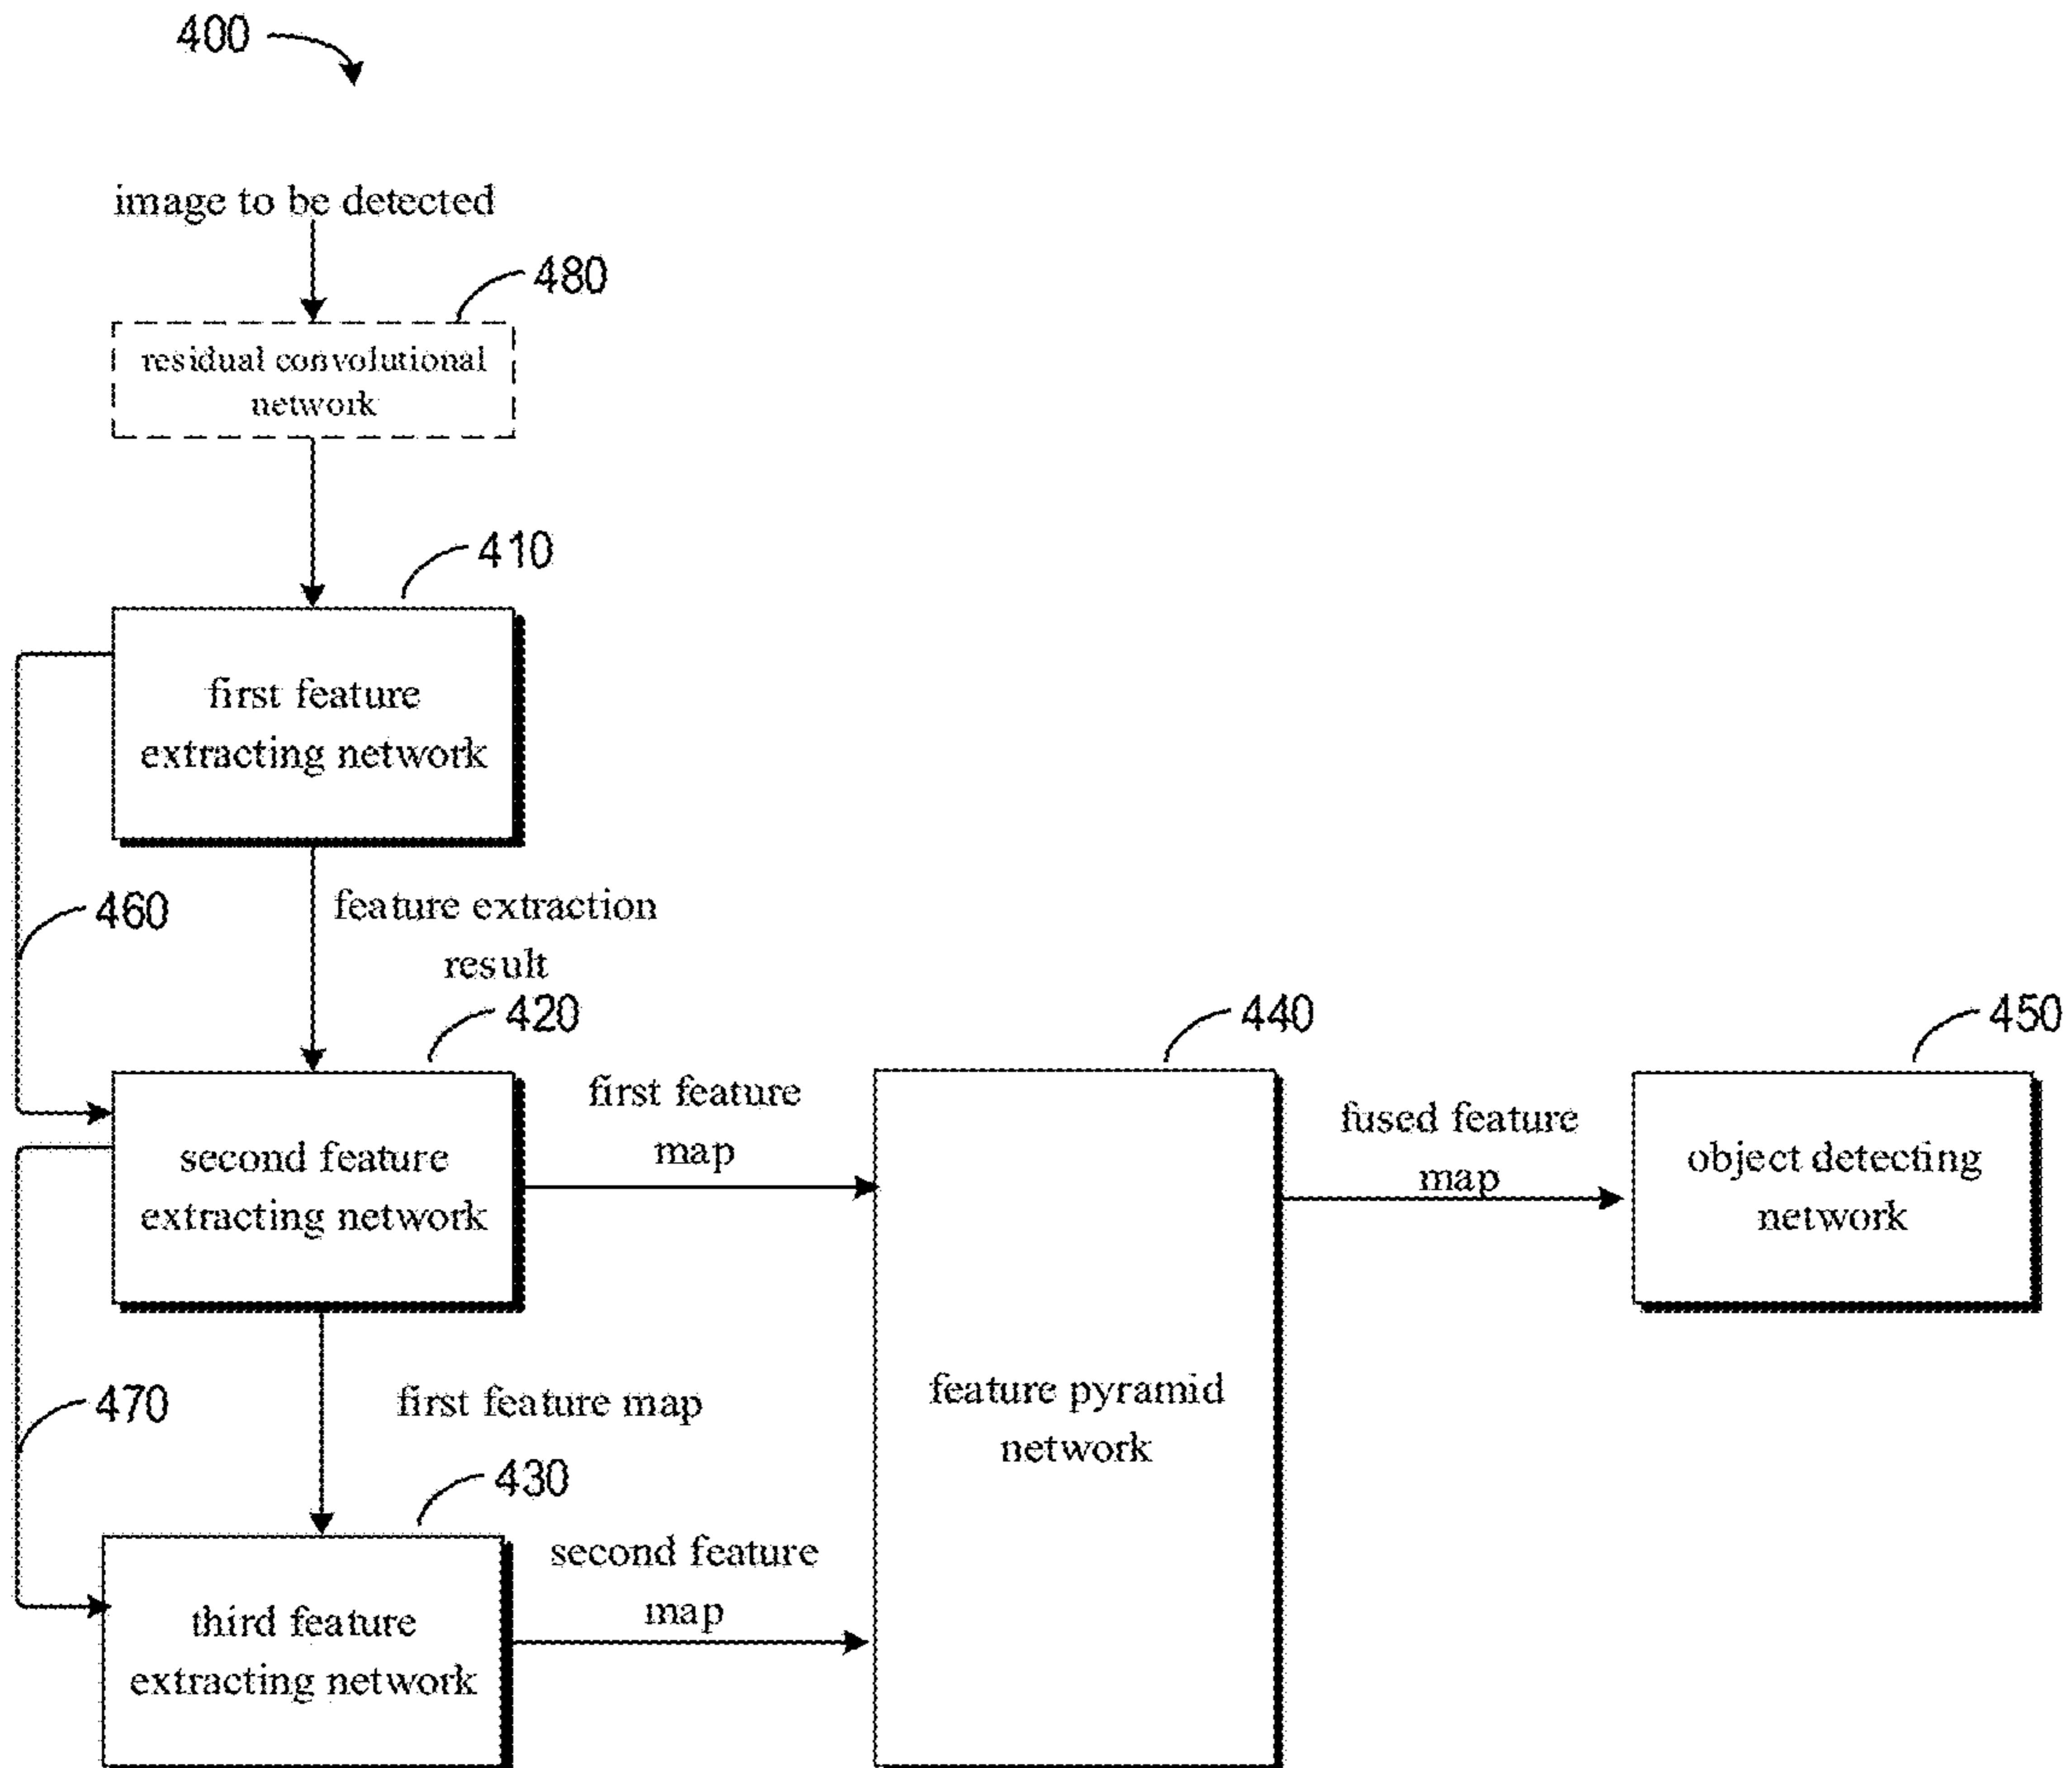 400
image to be detected
480
residual convolutional
network
410
first feature
extracting network
460
feature extraction
result
420
440
450
first feature
map
fused feature
map
second feature
extracting network
object detecting
network
470
first feature map
feature pyramid
network
430
second feature
map
third feature
extracting network